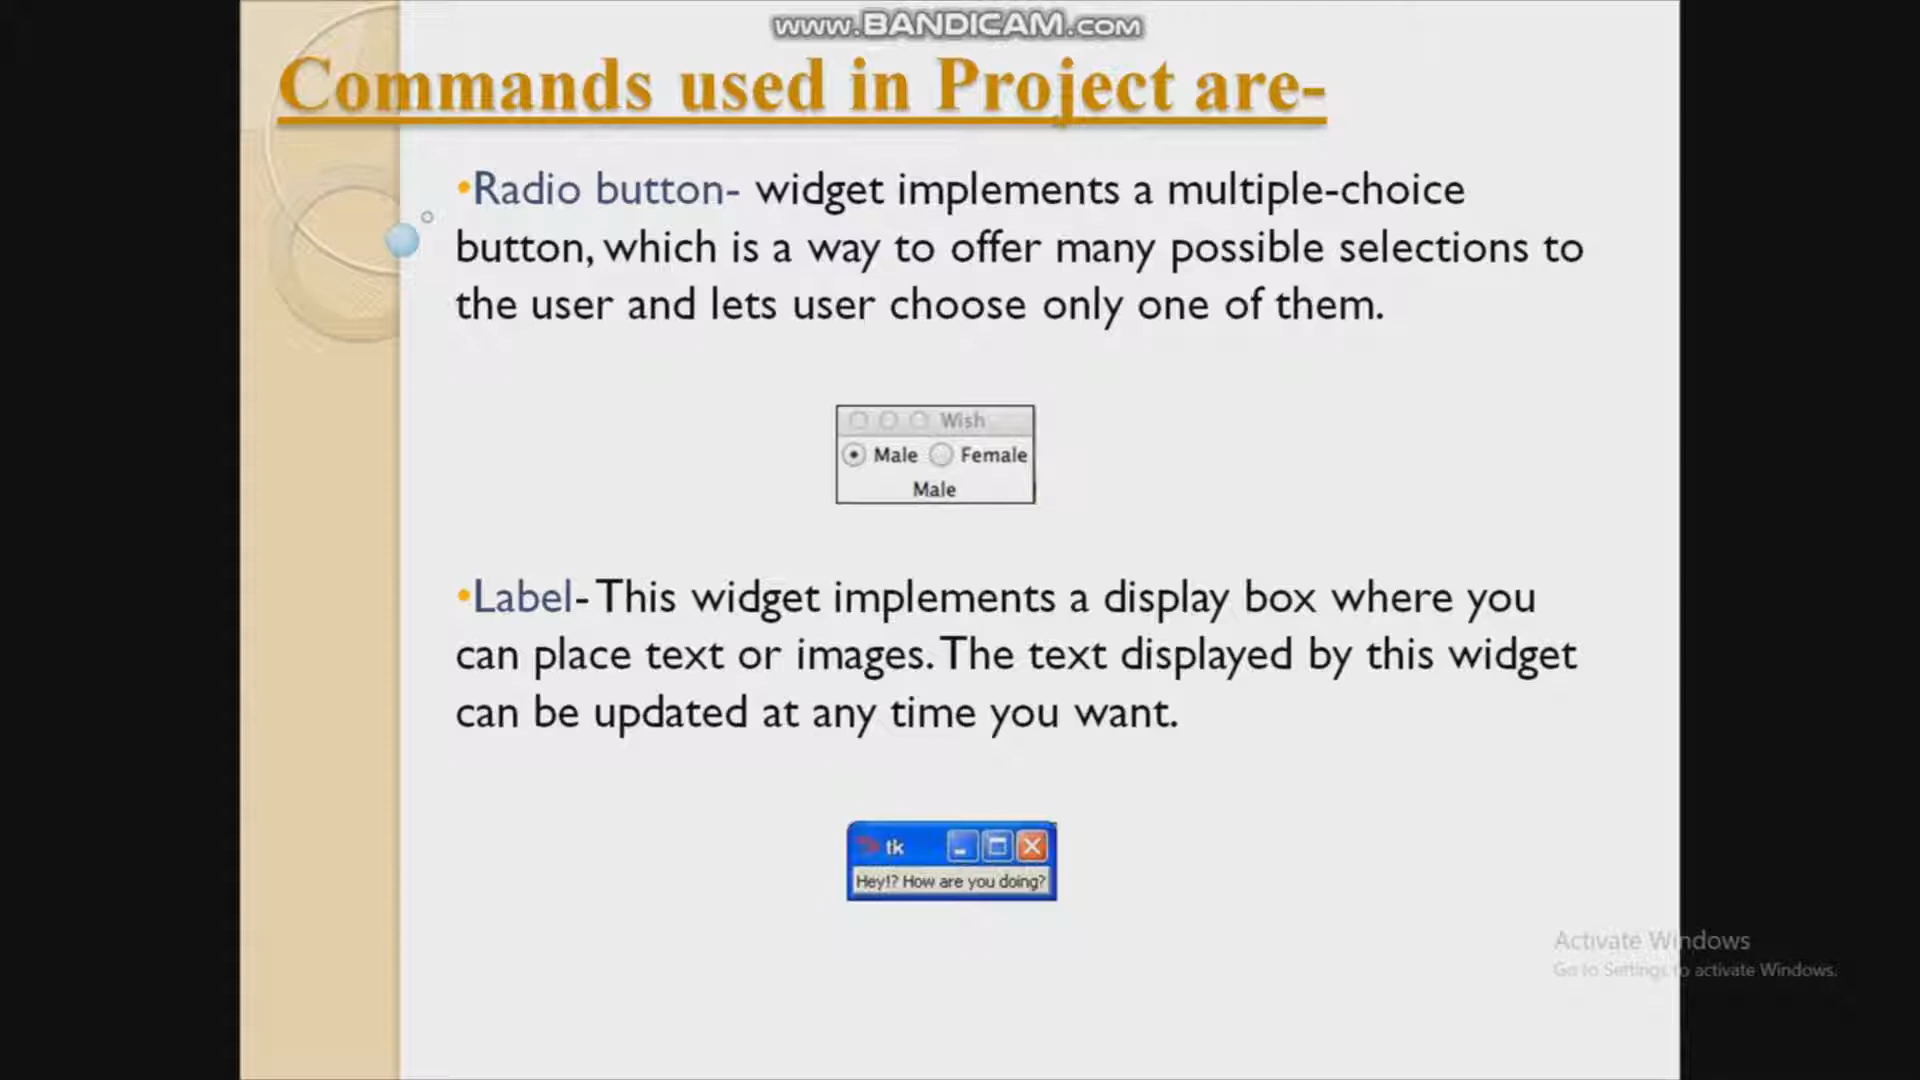 www.BANDICAM.com
Commands used in Project are-
•Radio button- widget implements a multiple-choice
button, which is a way to offer many possible selections to
the user and lets user choose only one of them.
Wish
Male Female
Male
•Label- This widget implements a display box where you
can place text or images. The text displayed by this widget
can be updated at any time you want.
tk
Hey!? How are you doing?
Activate Windows
Go to Settings to activate Windows.